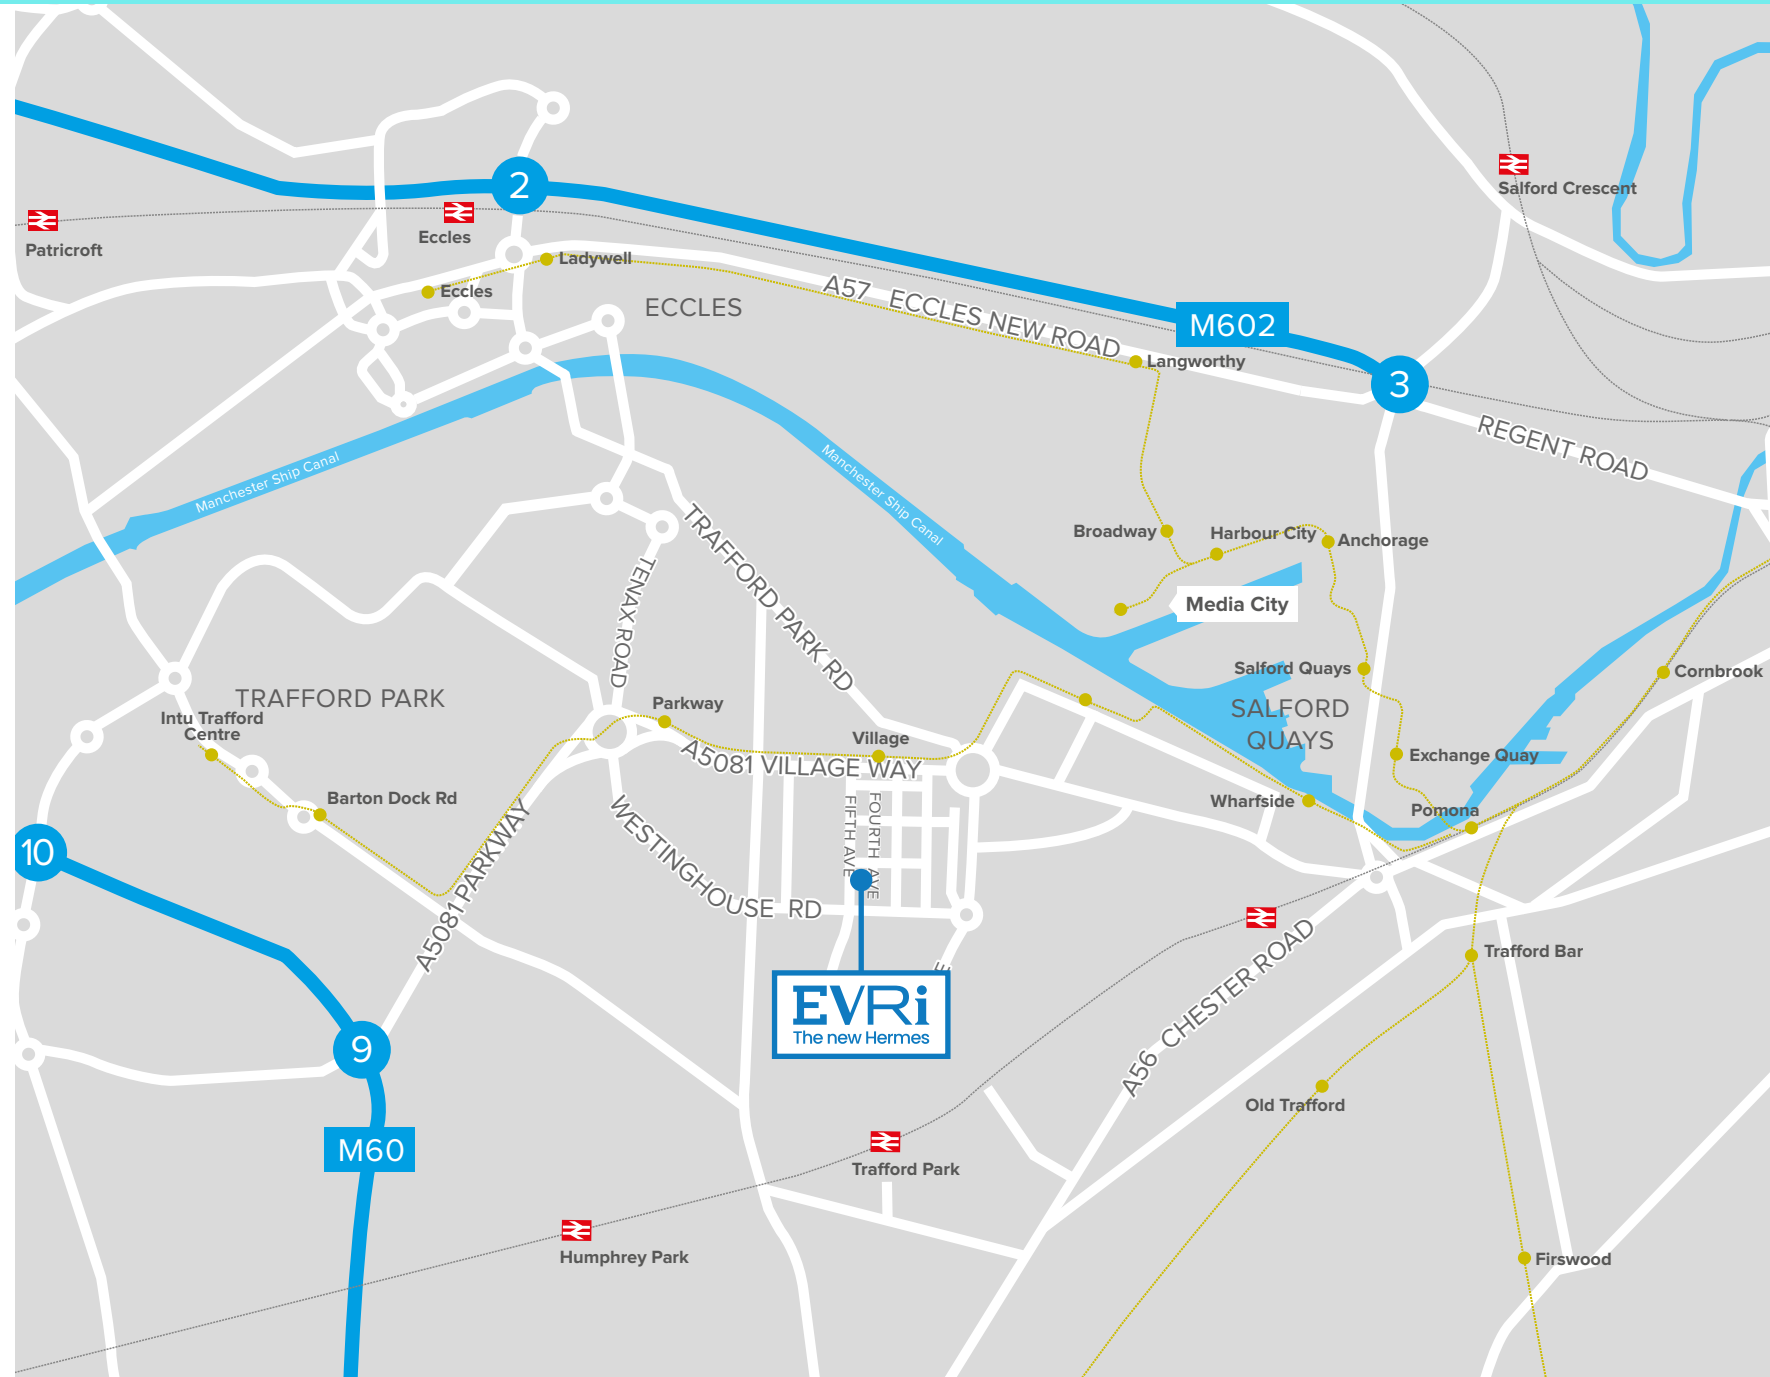 2
Salford Crescent
Patricroft
Eccles
Ladywell
Eccles
ECCLES
A57 ECCLES NEW ROAD
M602
Langworthy
3
REGENT ROAD
Manchester Ship Canal
Manchester Ship Canal
TRAFFORD PARK RD
TENAX ROAD
Broadway
Harbour City
Anchorage
Media City
Salford Quays
Cornbrook
TRAFFORD PARK
SALFORD
QUAYS
Intu Trafford
Centre
Parkway
Village
A5081 VILLAGE WAY
Exchange Quay
Barton Dock Rd
Wharfside
Pomona
10
A5081 PARKWAY
WESTINGHOUSE RD
FIFTH AVE
FOURTH AVE
EVRi
The new Hermes
A56 CHESTER ROAD
Trafford Bar
9
M60
Old Trafford
Trafford Park
Humphrey Park
Firswood